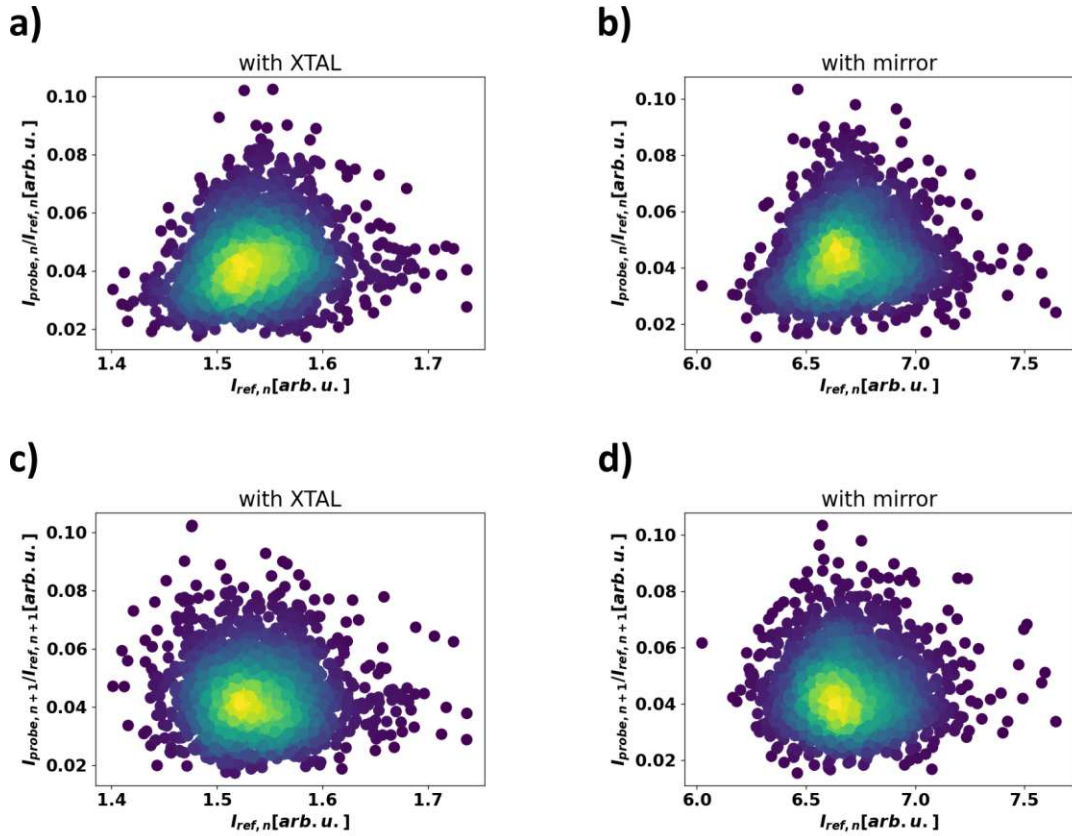 a)
with XTAL
I_probe,n/I_ref,n[arb.u.]
0.10
0.08
0.06
0.04
0.02
1.4 1.5 1.6 1.7
I_ref,n[arb.u.]
b)
with mirror
I_probe,n/I_ref,n[arb.u.]
0.10
0.08
0.06
0.04
0.02
6.0 6.5 7.0 7.5
I_ref,n[arb.u.]
c)
with XTAL
I_probe,n+1/I_ref,n+1[arb.u.]
0.10
0.08
0.06
0.04
0.02
1.4 1.5 1.6 1.7
I_ref,n[arb.u.]
d)
with mirror
I_probe,n+1/I_ref,n+1[arb.u.]
0.10
0.08
0.06
0.04
0.02
6.0 6.5 7.0 7.5
I_ref,n[arb.u.]